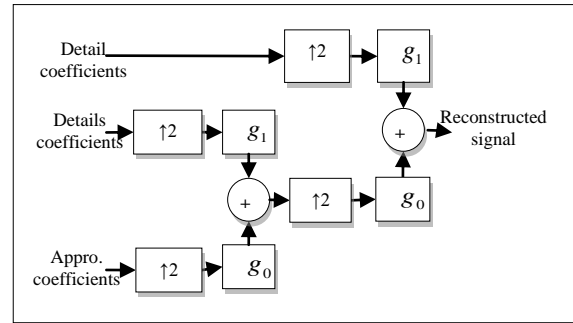 Detail
coefficients
↑2
g₁
Details
coefficients
↑2
g₁
+
Reconstructed
signal
+
↑2
g₀
Appro.
coefficients
↑2
g₀